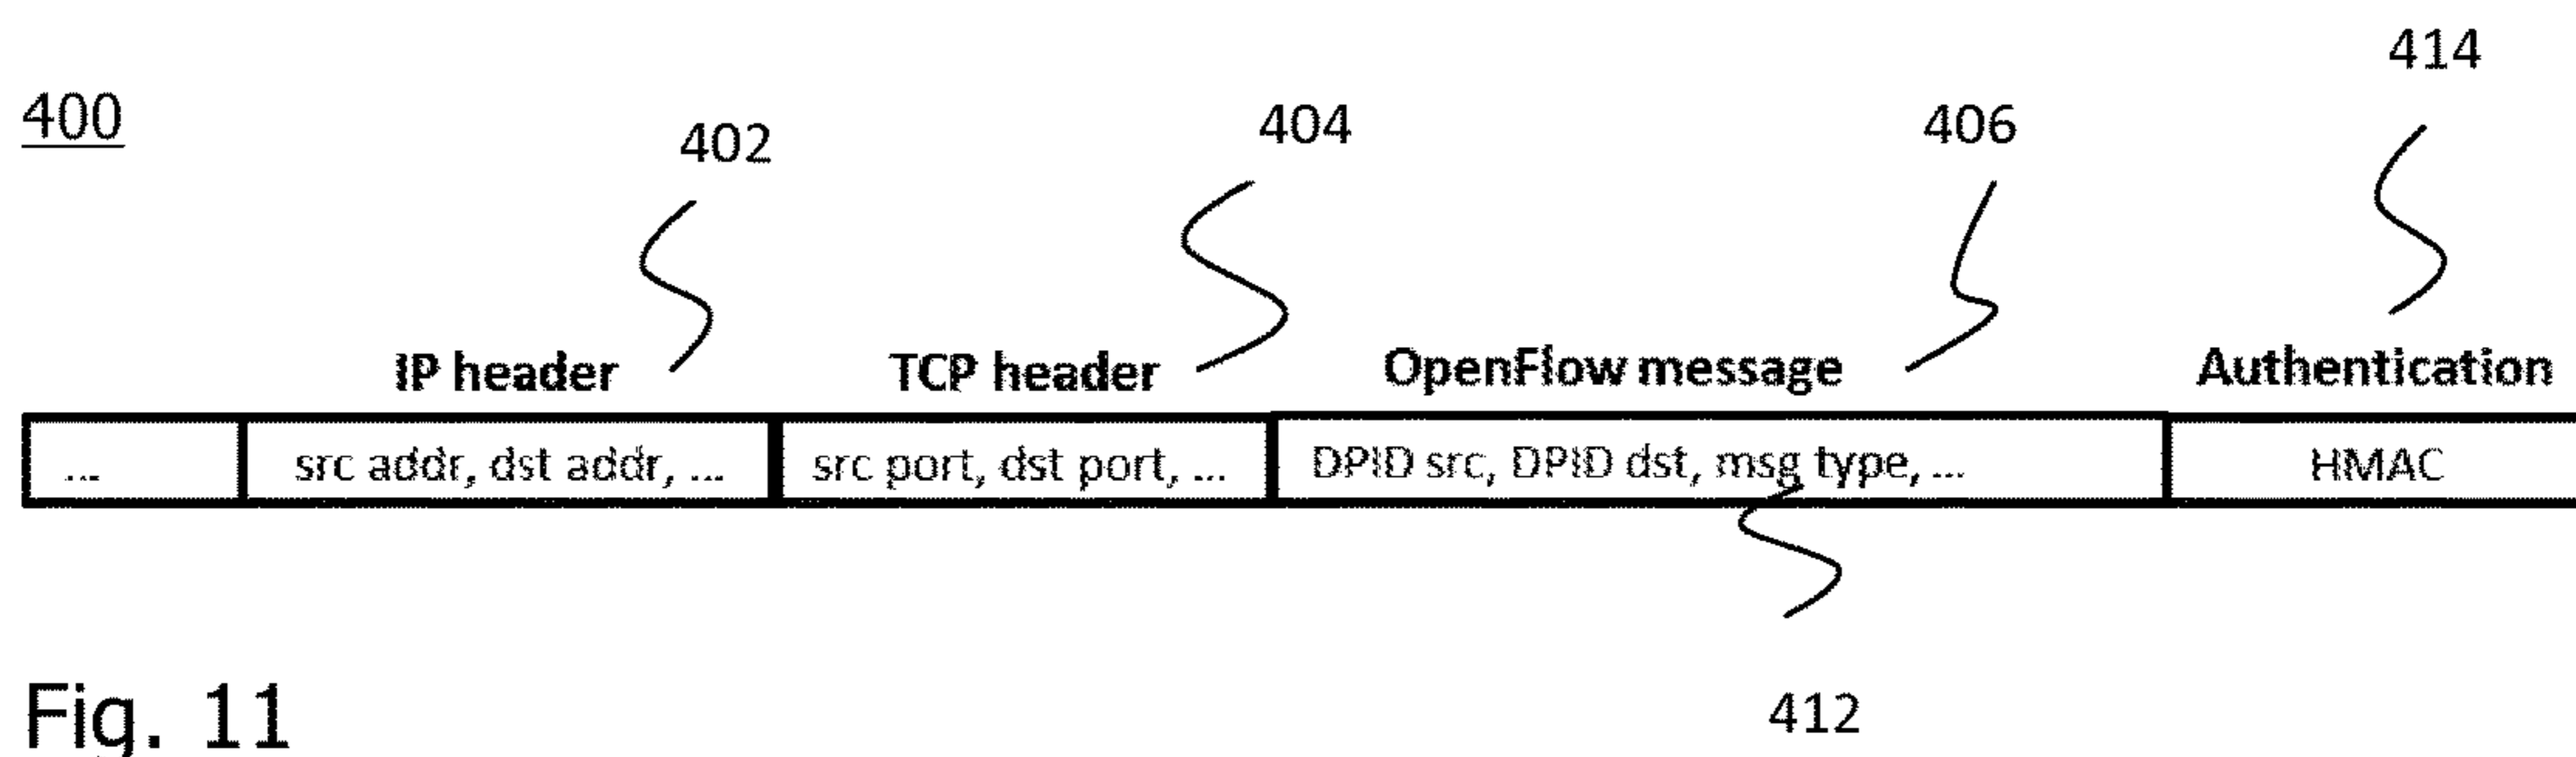 414
400
402
404
406
IP header TCP header OpenFlow message Authentication
... src addr, dst addr, ... src port, dst port, ... DPID src, DPID dst, msg type, ... HMAC
412
Fig. 11